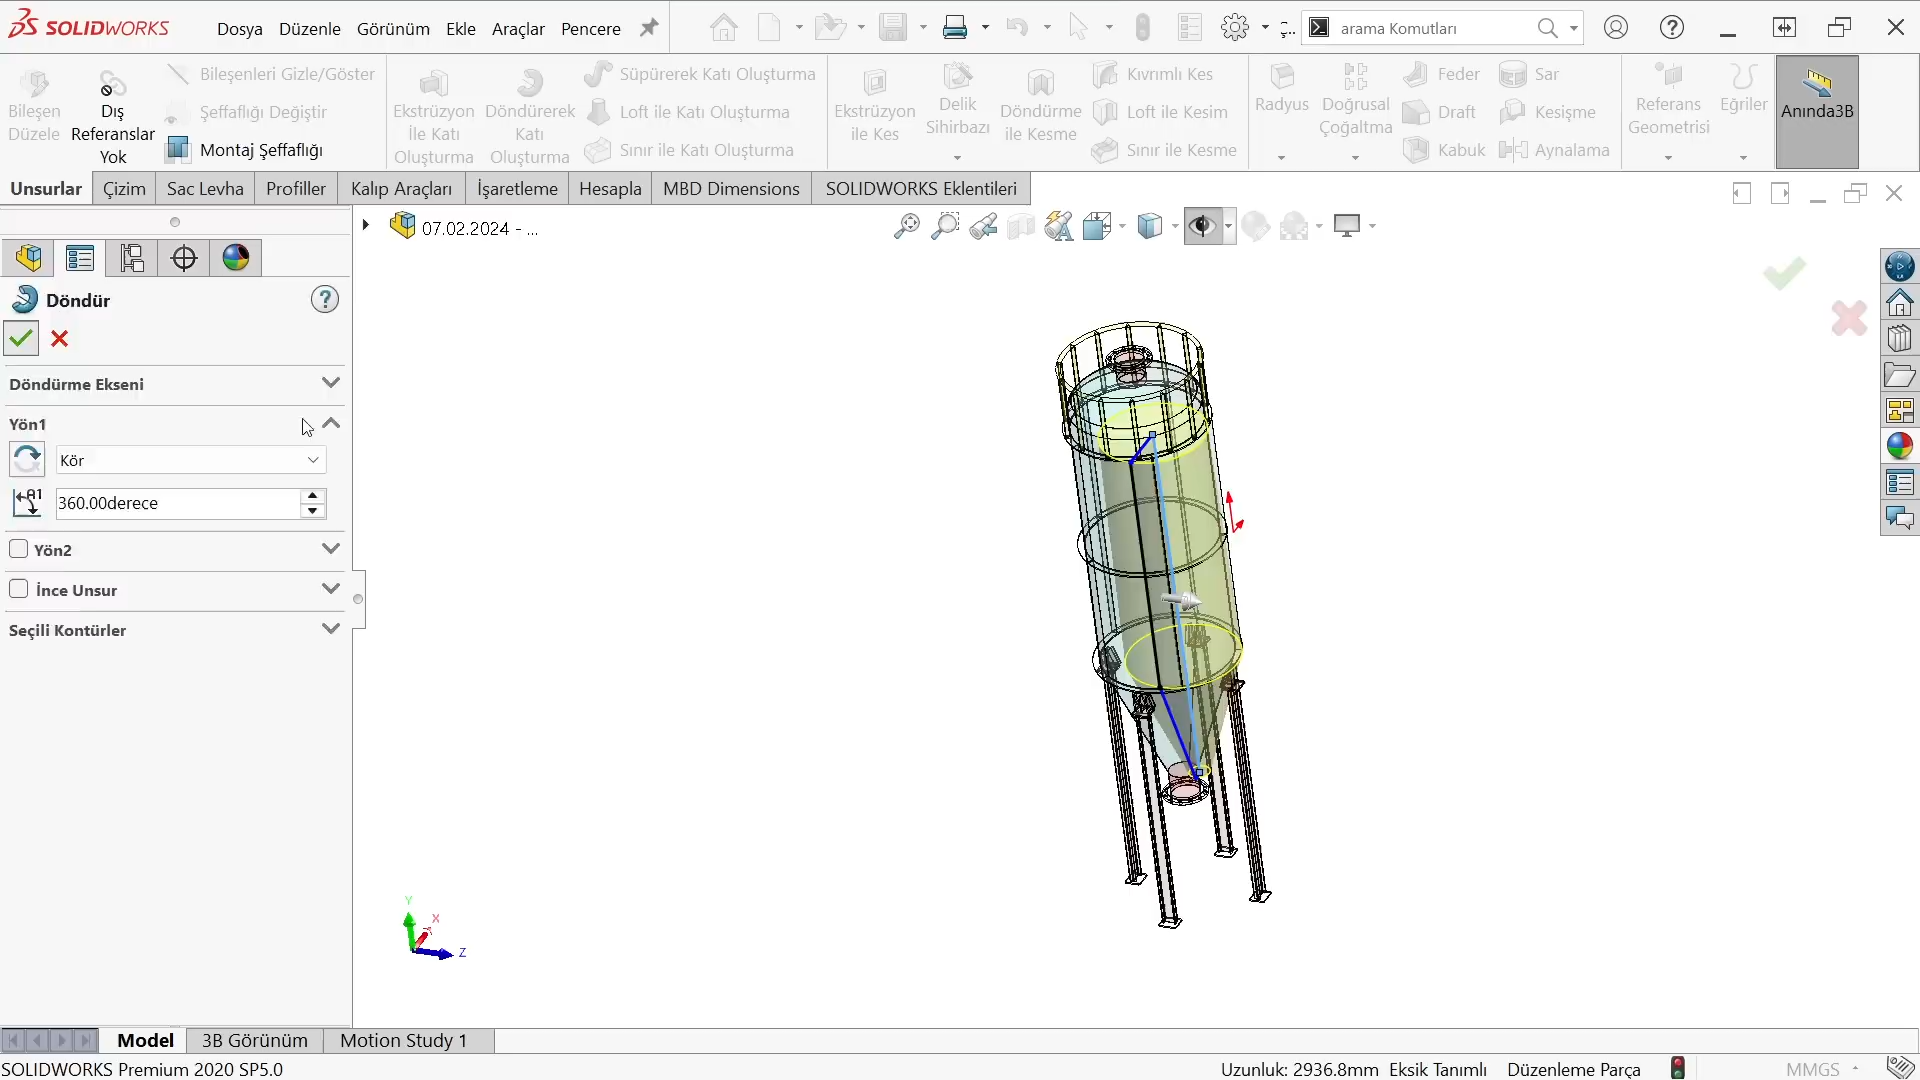 SOLIDWORKS
Dosya Düzenle Görünüm Ekle Araçlar Pencere
Ç...
arama Komutları
Bileşen Düzele
Dış Referanslar Yok
Bileşenleri Gizle/Göster
Şeffaflığı Değiştir
Montaj Şeffaflığı
Ekstrüzyon İle Katı Oluşturma
Döndürerek Katı Oluşturma
Süpürerek Katı Oluşturma
Loft ile Katı Oluşturma
Sınır ile Katı Oluşturma
Ekstrüzyon ile Kes
Delik Sihirbazı
Döndürme ile Kesme
Kıvrımlı Kes
Loft ile Kesim
Sınır ile Kesme
Radyus
Doğrusal Çoğaltma
Feder
Draft
Kabuk
Sar
Kesişme
Aynalama
Referans Geometrisi
Eğriler
Anında3B
Unsurlar Çizim Sac Levha Profiller Kalıp Araçları İşaretleme Hesapla MBD Dimensions SOLIDWORKS Eklentileri
07.02.2024 - ...
Döndür
Döndürme Ekseni
Yön1
Kör
A1
360.00derece
Yön2
İnce Unsur
Seçili Kontürler
Y
X
Z
Model 3B Görünüm Motion Study 1
SOLIDWORKS Premium 2020 SP5.0
Uzunluk: 2936.8mm Eksik Tanımlı Düzenleme Parça MMGS